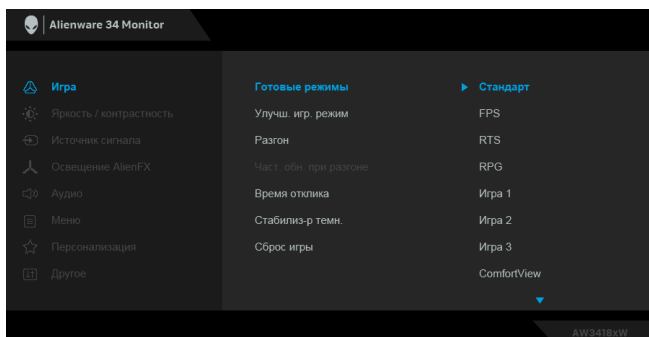 Alienware 34 Monitor
Игра
Готовые режимы
Стандарт
Яркость / контрастность
Улучш. игр. режим
FPS
Источник сигнала
Разгон
RTS
Освещение AlienFX
Част. обн. при разгоне
RPG
Аудио
Время отклика
Игра 1
Меню
Стабилиз-р темн.
Игра 2
Персонализация
Сброс игры
Игра 3
Другое
ComfortView
AW3418xW